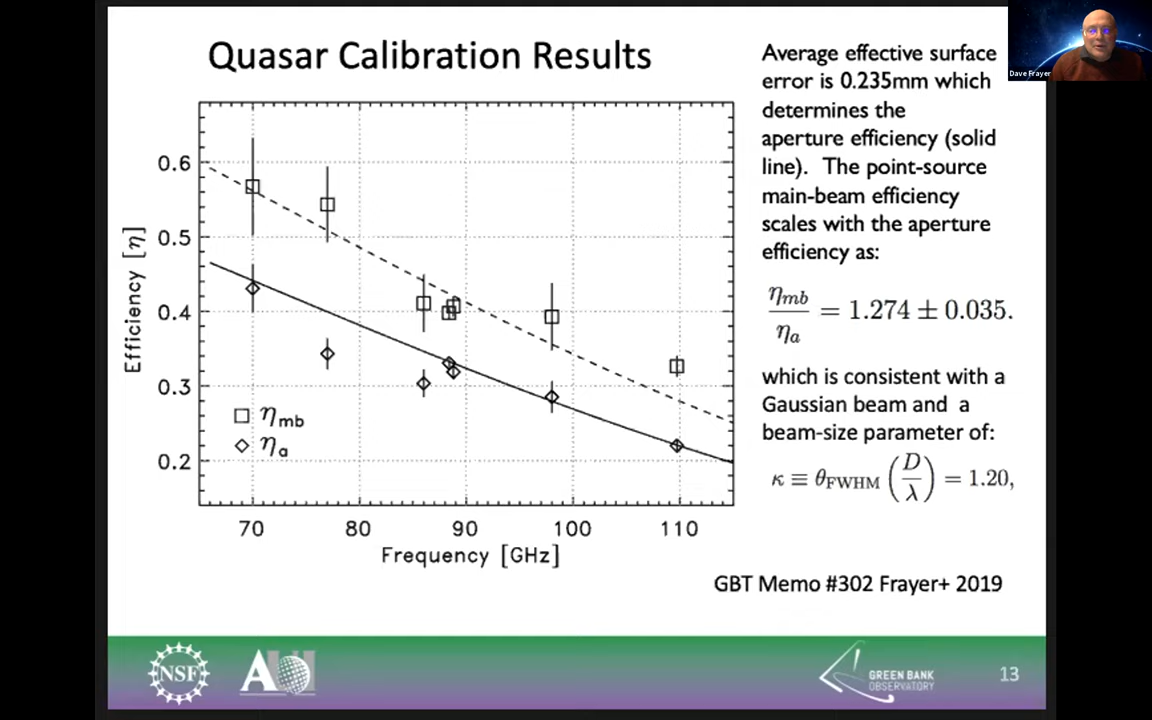 Quasar Calibration Results
Average effective surface
error is 0.235mm which
determines the
aperture efficiency (solid
line). The point-source
main-beam efficiency
scales with the aperture
efficiency as:
η_mb / η_a = 1.274 ± 0.035.
which is consistent with a
Gaussian beam and a
beam-size parameter of:
κ ≡ θ_FWHM (D/λ) = 1.20,
Dave Frayer
Efficiency [η]
0.6
0.5
0.4
0.3
0.2
η_mb
η_a
70 80 90 100 110
Frequency [GHz]
GBT Memo #302 Frayer+ 2019
NSF
GREEN BANK
OBSERVATORY
13